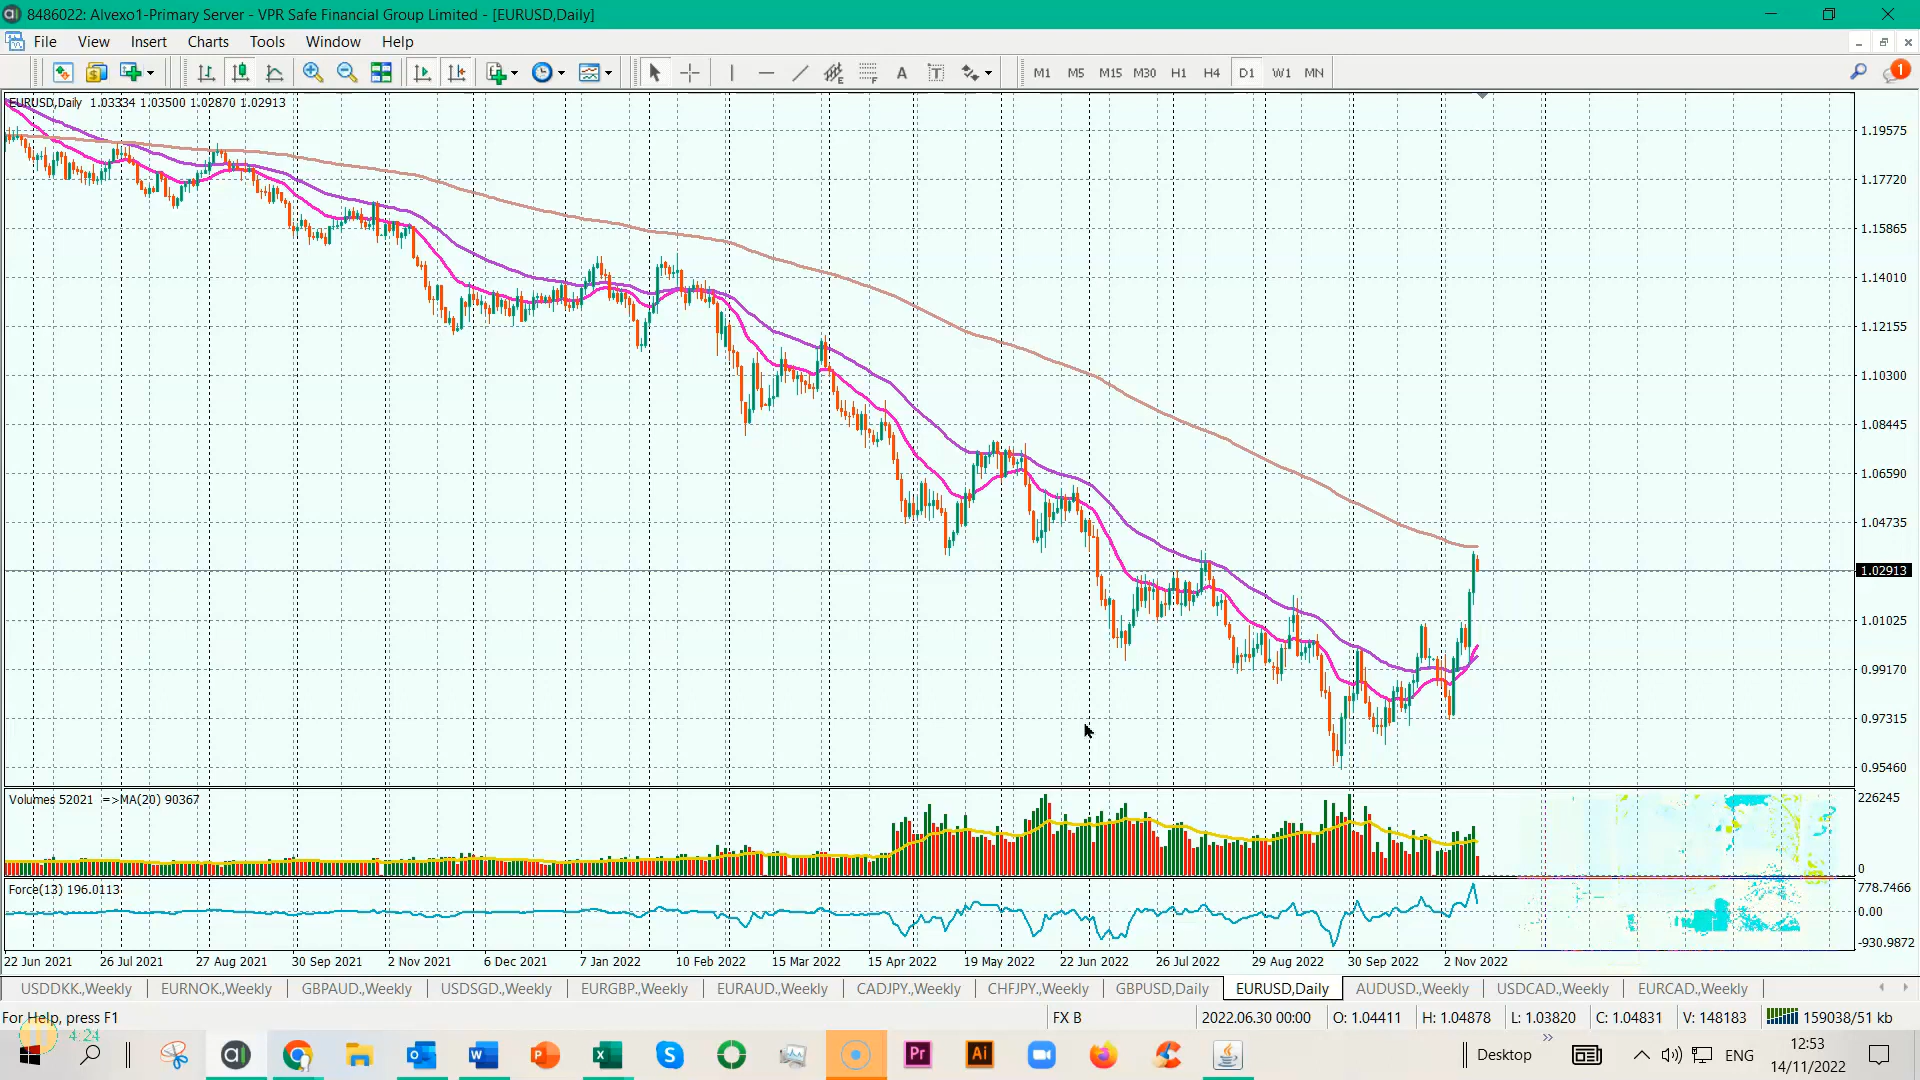 8486022: Alvexo1-Primary Server - VPR Safe Financial Group Limited - [EURUSD,Daily]
File View Insert Charts Tools Window Help
M1 M5 M15 M30 H1 H4 D1 W1 MN
1
EURUSD,Daily 1.03334 1.03500 1.02870 1.02913
1.19575
1.17720
1.15865
1.14010
1.12155
1.10300
1.08445
1.06590
1.04735
1.02913
1.01025
0.99170
0.97315
0.95460
Volumes 52021 =>MA(20) 90367
226245
0
Force(13) 196.0113
778.7466
0.00
-930.9872
22 Jun 2021 26 Jul 2021 27 Aug 2021 30 Sep 2021 2 Nov 2021 6 Dec 2021 7 Jan 2022 10 Feb 2022 15 Mar 2022 15 Apr 2022 19 May 2022 22 Jun 2022 26 Jul 2022 29 Aug 2022 30 Sep 2022 2 Nov 2022
USDDKK.,Weekly EURNOK.,Weekly GBPAUD.,Weekly USDSGD.,Weekly EURGBP.,Weekly EURAUD.,Weekly CADJPY.,Weekly CHFJPY.,Weekly GBPUSD,Daily EURUSD,Daily AUDUSD.,Weekly USDCAD.,Weekly EURCAD.,Weekly
For Help, press F1 FX B 2022.06.30 00:00 O: 1.04411 H: 1.04878 L: 1.03820 C: 1.04831 V: 148183 159038/51 kb
4:24
Desktop ENG
12:53
14/11/2022